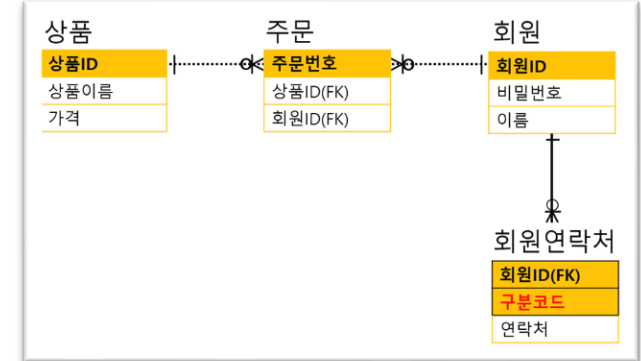 상품
상품ID
상품이름
가격
주문
주문번호
상품ID(FK)
회원ID(FK)
회원
회원ID
비밀번호
이름
회원연락처
회원ID(FK)
구분코드
연락처